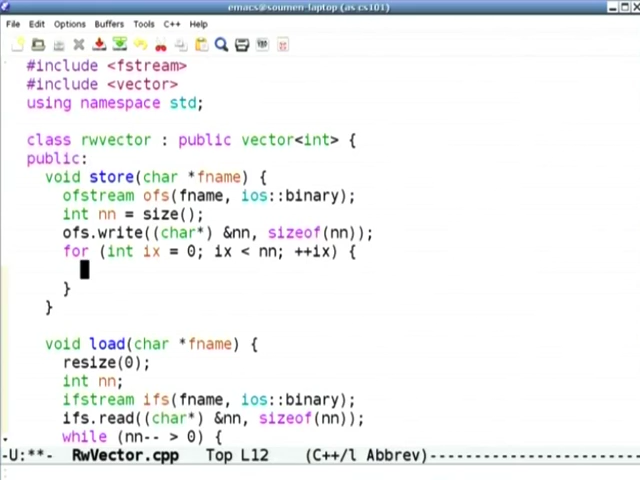 emacs@soumen-laptop (as cs101)
File Edit Options Buffers Tools C++ Help
#include <fstream>
#include <vector>
using namespace std;
class rwvector : public vector<int> {
public:
void store(char *fname) {
ofstream ofs(fname, ios::binary);
int nn = size();
ofs.write((char*) &nn, sizeof(nn));
for (int ix = 0; ix < nn; ++ix) {
}
}
void load(char *fname) {
resize(0);
int nn;
ifstream ifs(fname, ios::binary);
ifs.read((char*) &nn, sizeof(nn));
while (nn-- > 0) {
-U:**- RwVector.cpp Top L12 (C++/l Abbrev)--------------------